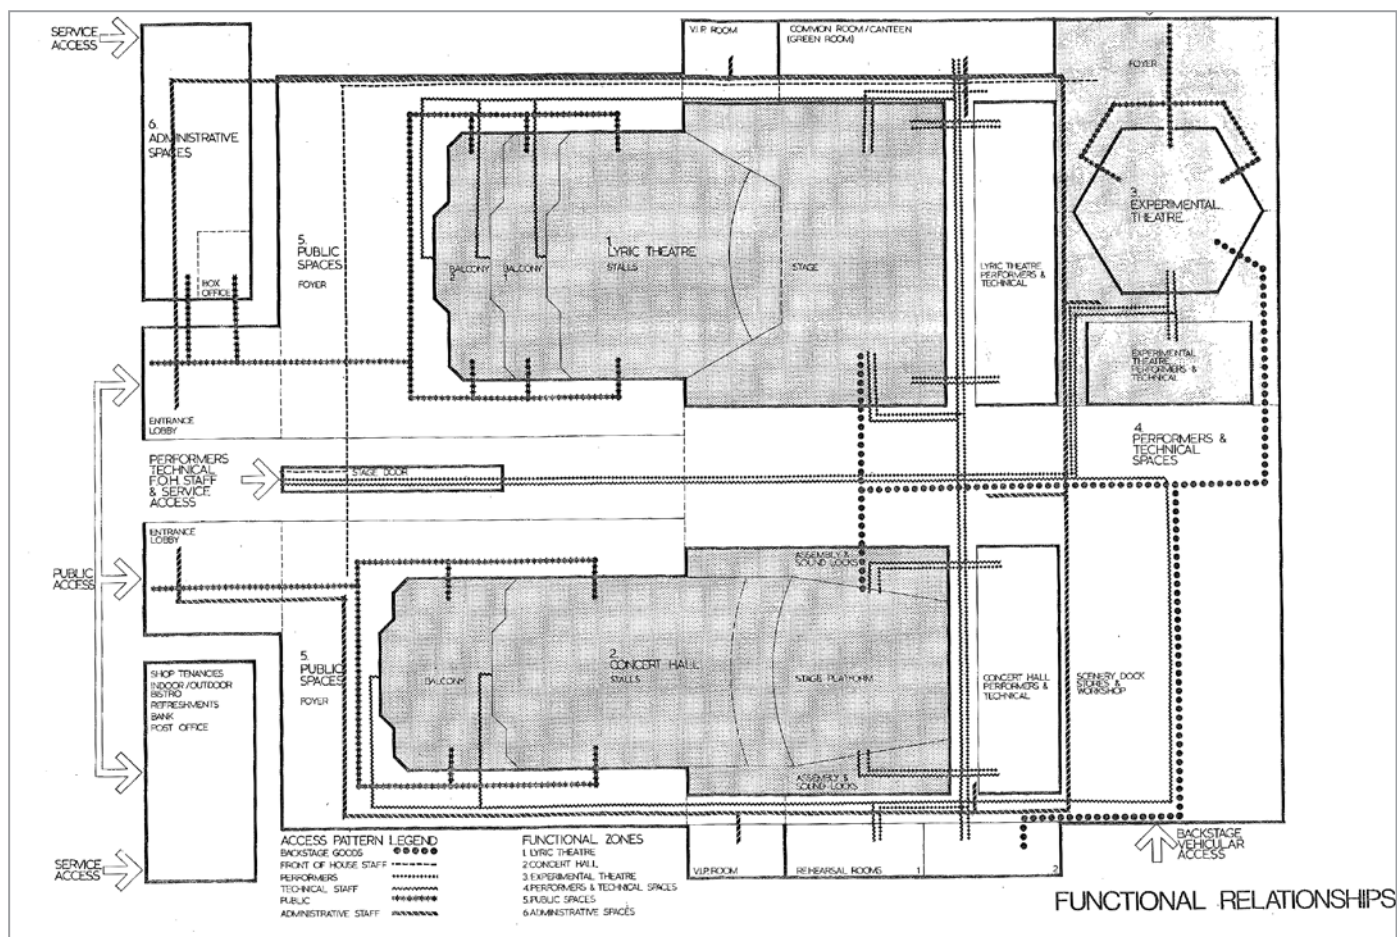 SERVICE
ACCESS
V.I.P. ROOM
COMMON ROOM/CANTEEN
(GREEN ROOM)
FOYER
6.
ADMINISTRATIVE
SPACES
3.
EXPERIMENTAL
THEATRE
5.
PUBLIC
SPACES
FOYER
1.
LYRIC THEATRE
STALLS
BALCONY
2
BALCONY
1
STAGE
LYRIC THEATRE
PERFORMERS &
TECHNICAL
BOX
OFFICE
EXPERIMENTAL
THEATRE
PERFORMERS &
TECHNICAL
ENTRANCE
LOBBY
4.
PERFORMERS &
TECHNICAL
SPACES
PERFORMERS
TECHNICAL
F.O.H. STAFF
& SERVICE
ACCESS
STAGE DOOR
ENTRANCE
LOBBY
PUBLIC
ACCESS
ASSEMBLY &
SOUND LOCKS
5.
PUBLIC
SPACES
FOYER
2.
CONCERT HALL
STALLS
BALCONY
STAGE PLATFORM
CONCERT HALL
PERFORMERS &
TECHNICAL
SCENERY DOCK
STORES &
WORKSHOP
SHOP TENANCIES
INDOOR/OUTDOOR
BISTRO
REFRESHMENTS
BANK
POST OFFICE
ASSEMBLY &
SOUND LOCKS
SERVICE
ACCESS
ACCESS PATTERN LEGEND
BACKSTAGE GOODS
FRONT OF HOUSE STAFF
PERFORMERS
TECHNICAL STAFF
PUBLIC
ADMINISTRATIVE STAFF
FUNCTIONAL ZONES
1. LYRIC THEATRE
2. CONCERT HALL
3. EXPERIMENTAL THEATRE
4. PERFORMERS & TECHNICAL SPACES
5. PUBLIC SPACES
6. ADMINISTRATIVE SPACES
V.I.P. ROOM
REHEARSAL ROOMS 1
2
BACKSTAGE
VEHICULAR
ACCESS
FUNCTIONAL RELATIONSHIPS